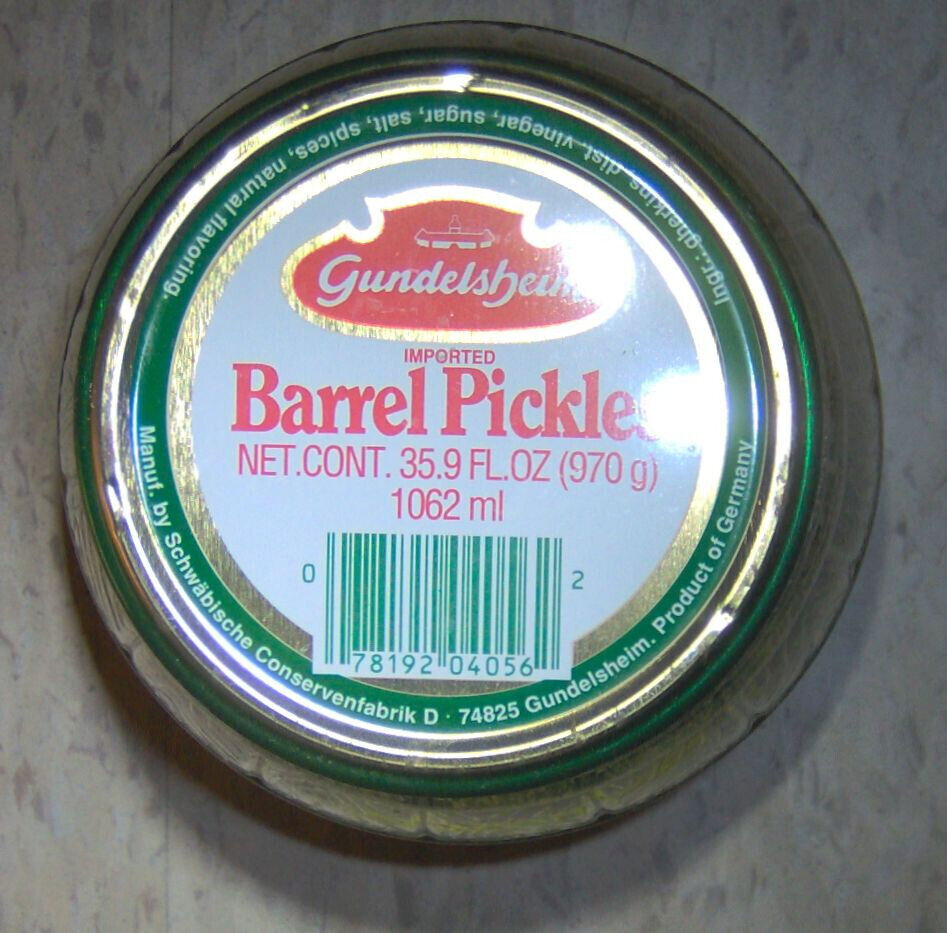 Ingr.: gherkins, dist. vinegar, sugar, salt, spices, natural flavoring.
Gundelsheim
IMPORTED
Barrel Pickles
NET.CONT. 35.9 FL.OZ (970 g)
1062 ml
0 78192 04056 2
Manuf. by Schwäbische Conservenfabrik D · 74825 Gundelsheim. Product of Germany